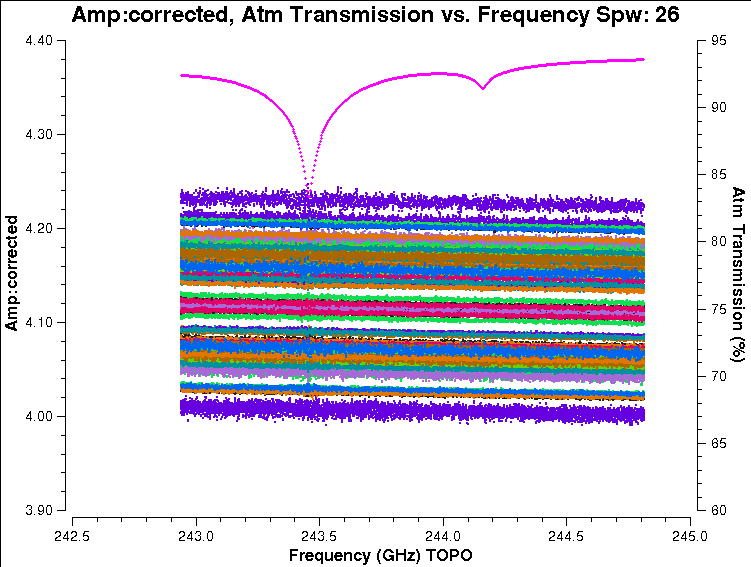 Amp:corrected, Atm Transmission vs. Frequency Spw: 26
4.40
4.30
4.20
4.10
4.00
3.90
Amp:corrected
95
90
85
80
75
70
65
60
Atm Transmission (%)
242.5 243.0 243.5 244.0 244.5 245.0
Frequency (GHz) TOPO